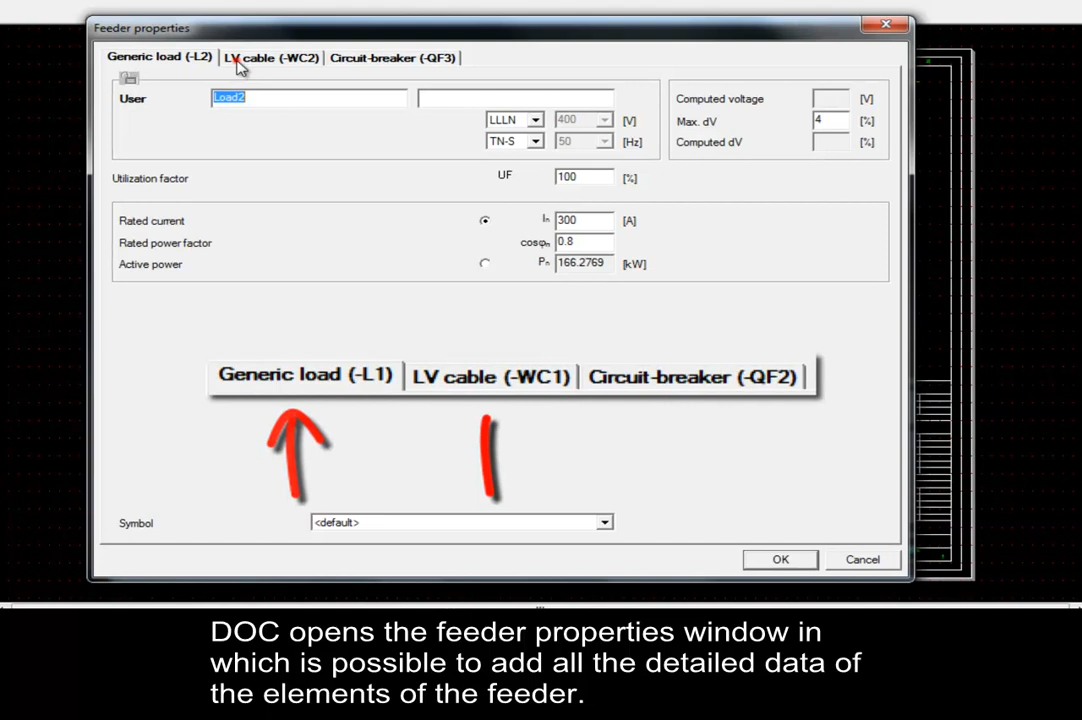 Feeder properties
Generic load (-L2) LV cable (-WC2) Circuit-breaker (-QF3)
User Load2
Computed voltage [V]
LLLN 400 [V]
Max. dV 4 [%]
TN-S 50 [Hz]
Computed dV [%]
Utilization factor UF 100 [%]
Rated current In 300 [A]
Rated power factor cosφn 0.8
Active power Pn 166.2769 [kW]
Generic load (-L1) LV cable (-WC1) Circuit-breaker (-QF2)
Symbol <default>
OK Cancel
DOC opens the feeder properties window in
which is possible to add all the detailed data of
the elements of the feeder.